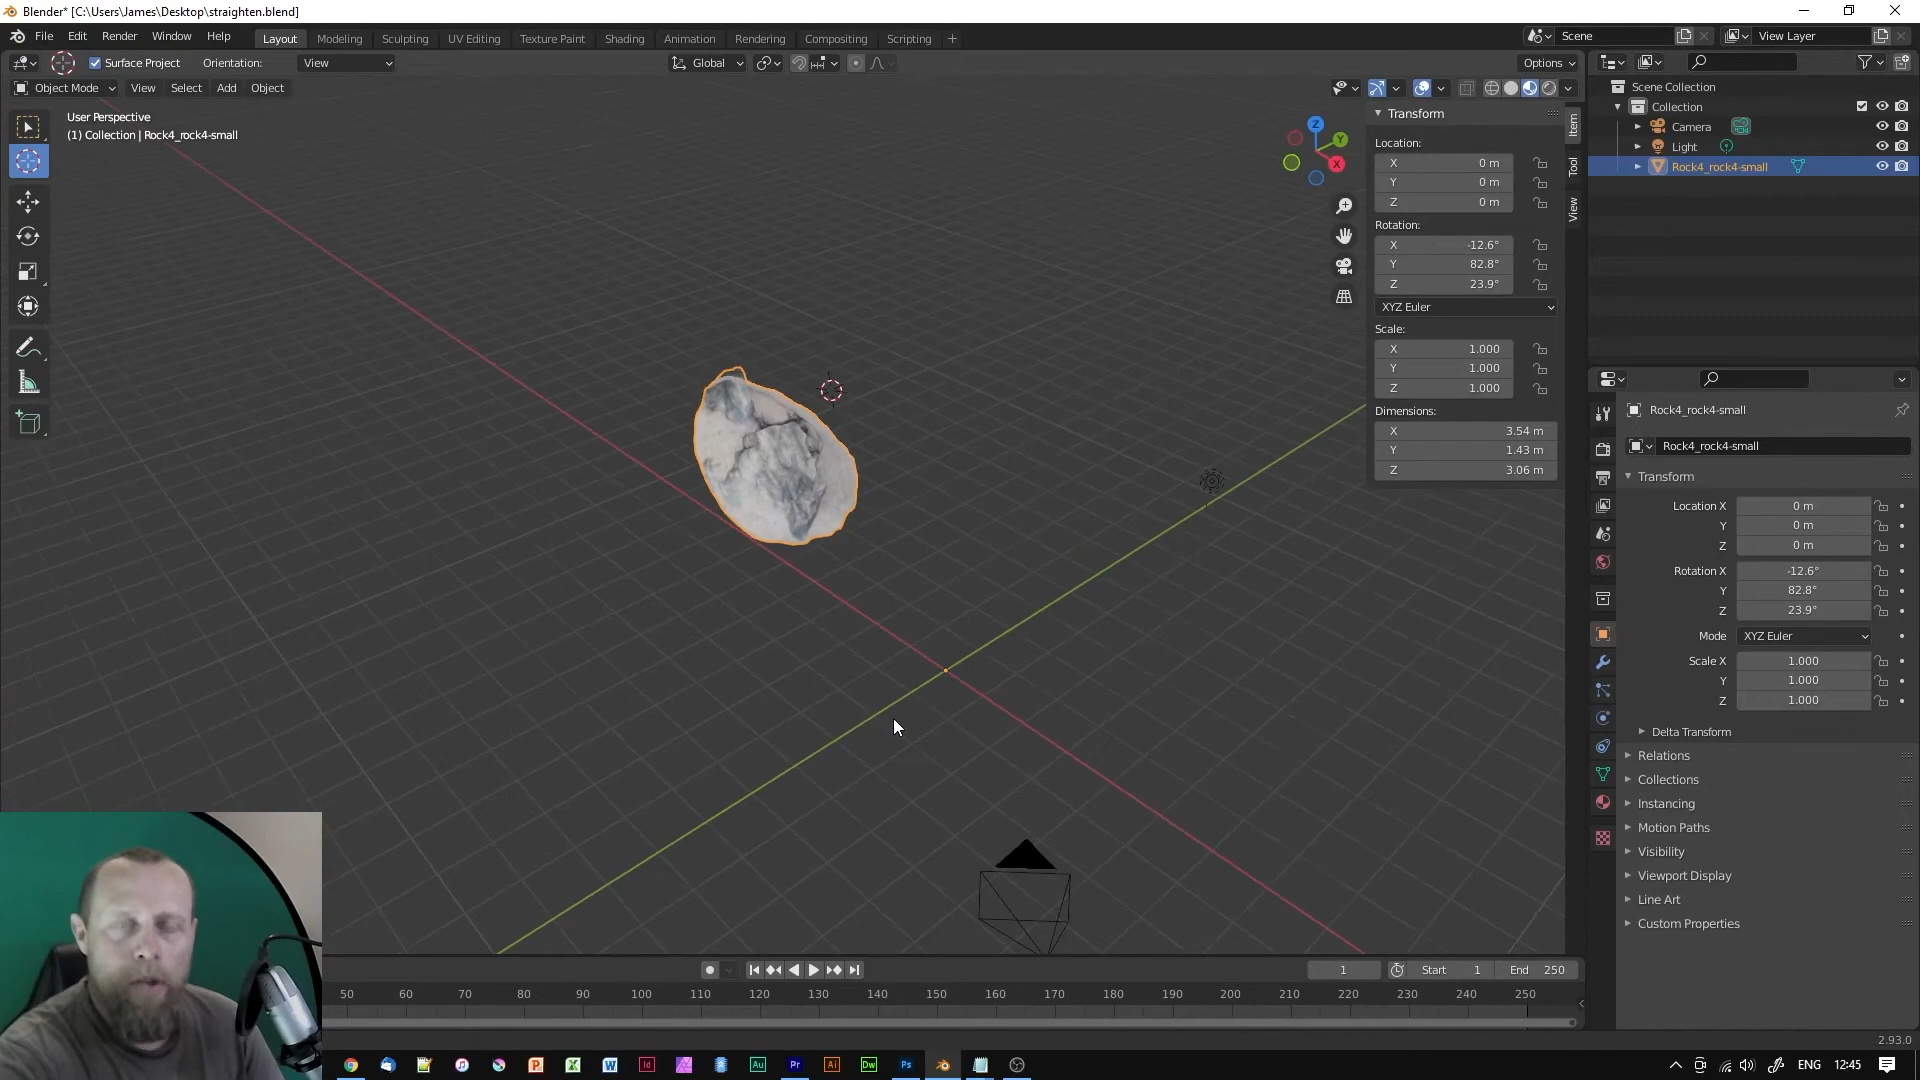 Blender* [C:\Users\James\Desktop\straighten.blend]
File Edit Render Window Help Layout Modeling Sculpting UV Editing Texture Paint Shading Animation Rendering Compositing Scripting + Scene View Layer
Surface Project Orientation: View Global Options
Object Mode View Select Add Object
User Perspective
(1) Collection | Rock4_rock4-small
Z
Y
X
Transform
Location:
X 0 m
Y 0 m
Z 0 m
Rotation:
X -12.6°
Y 82.8°
Z 23.9°
XYZ Euler
Scale:
X 1.000
Y 1.000
Z 1.000
Dimensions:
X 3.54 m
Y 1.43 m
Z 3.06 m
Item
Tool
View
Scene Collection
Collection
Camera
Light
Rock4_rock4-small
Rock4_rock4-small
Rock4_rock4-small
Transform
Location X 0 m
Y 0 m
Z 0 m
Rotation X -12.6°
Y 82.8°
Z 23.9°
Mode XYZ Euler
Scale X 1.000
Y 1.000
Z 1.000
Delta Transform
Relations
Collections
Instancing
Motion Paths
Visibility
Viewport Display
Line Art
Custom Properties
1 Start 1 End 250
50 60 70 80 90 100 110 120 130 140 150 160 170 180 190 200 210 220 230 240 250
2.93.0
P X W Id Au Pr Ai Dw Ps ENG 12:45